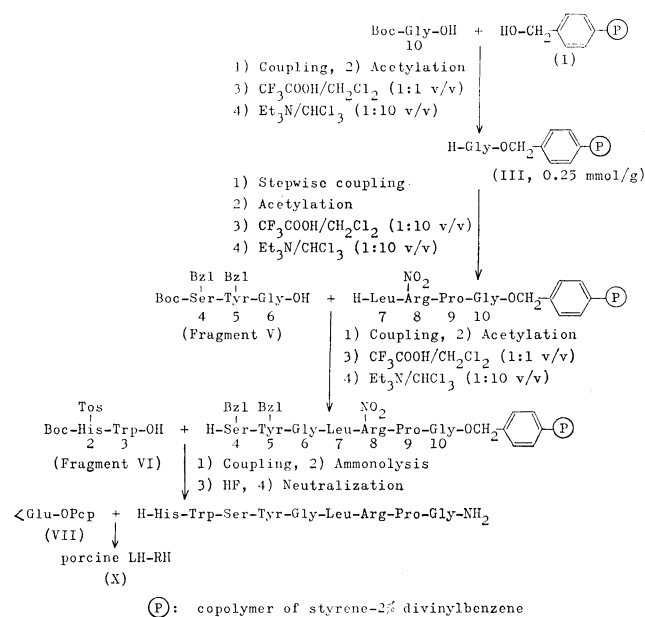 Boc-Gly-OH + HO-CH2 P
10 (I)
1) Coupling, 2) Acetylation
3) CF3COOH/CH2Cl2 (1:1 v/v)
4) Et3N/CHCl3 (1:10 v/v)
H-Gly-OCH2 P
(III, 0.25 mmol/g)
1) Stepwise coupling
2) Acetylation
3) CF3COOH/CH2Cl2 (1:10 v/v)
4) Et3N/CHCl3 (1:10 v/v)
Bzl Bzl NO2
Boc-Ser-Tyr-Gly-OH + H-Leu-Arg-Pro-Gly-OCH2 P
4 5 6 7 8 9 10
(Fragment V)
1) Coupling, 2) Acetylation
3) CF3COOH/CH2Cl2 (1:1 v/v)
4) Et3N/CHCl3 (1:10 v/v)
Tos Bzl Bzl NO2
Boc-His-Trp-OH + H-Ser-Tyr-Gly-Leu-Arg-Pro-Gly-OCH2 P
2 3 4 5 6 7 8 9 10
(Fragment VI)
1) Coupling, 2) Ammonolysis
3) HF, 4) Neutralization
<Glu-OPcp + H-His-Trp-Ser-Tyr-Gly-Leu-Arg-Pro-Gly-NH2
(VII)
porcine LH-RH
(X)
P: copolymer of styrene-2% divinylbenzene